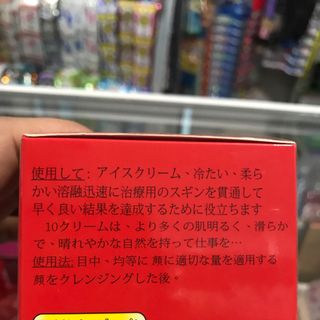 使用して: アイスクリーム、冷たい、柔ら
かい溶融迅速に治療用のスギンを貫通して
早く良い結果を達成するために役立ちます
10クリームは、より多くの肌明るく、滑らか
で、晴れやかな自然を持って仕事を…
使用法: 目中、均等に 顔に適切な量を適用する
顔をクレンジングした後。